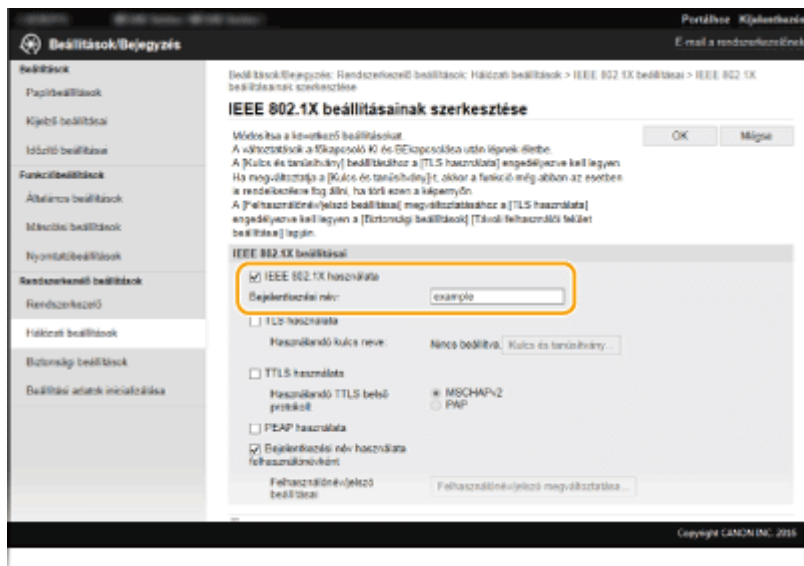 Portálhoz Kijelentkezés
Beállítások/Bejegyzés
E-mail a rendszerkezelőnek
Beállítások
Papírbeállítások
Kijelző beállításai
Időzítő beállításai
Funkcióbeállítások
Általános beállítások
Másolási beállítások
Nyomtatóbeállítások
Rendszerkezelő beállítások
Rendszerkezelő
Hálózati beállítások
Biztonsági beállítások
Beállítási adatok inicializálása
Beállítások/Bejegyzés: Rendszerkezelő beállítások: Hálózati beállítások > IEEE 802.1X beállításai > IEEE 802.1X
beállításainak szerkesztése
IEEE 802.1X beállításainak szerkesztése
OK Mégse
Módosítsa a következő beállításokat.
A változtatások a főkapcsoló KI és BEkapcsolása után lépnek életbe.
A [Kulcs és tanúsítvány] beállításához a [TLS használata] engedélyezve kell legyen.
Ha megváltoztatja a [Kulcs és tanúsítvány]-t, akkor a funkció még abban az esetben
is rendelkezésre fog állni, ha törli ezen a képernyőn.
A [Felhasználónév/jelszó beállításai] megváltoztatásához a [TLS használata]
engedélyezve kell legyen a [Biztonsági beállítások] [Távoli felhasználói felület
beállításai] lapján.
IEEE 802.1X beállításai
IEEE 802.1X használata
Bejelentkezési név: example
TLS használata
Használandó kulcs neve: Nincs beállítva. Kulcs és tanúsítvány...
TTLS használata
Használandó TTLS belső
protokoll: MSCHAPv2
PAP
PEAP használata
Bejelentkezési név használata
felhasználónévként
Felhasználónév/jelszó
beállításai Felhasználónév/jelszó megváltoztatása...
Copyright CANON INC. 2016